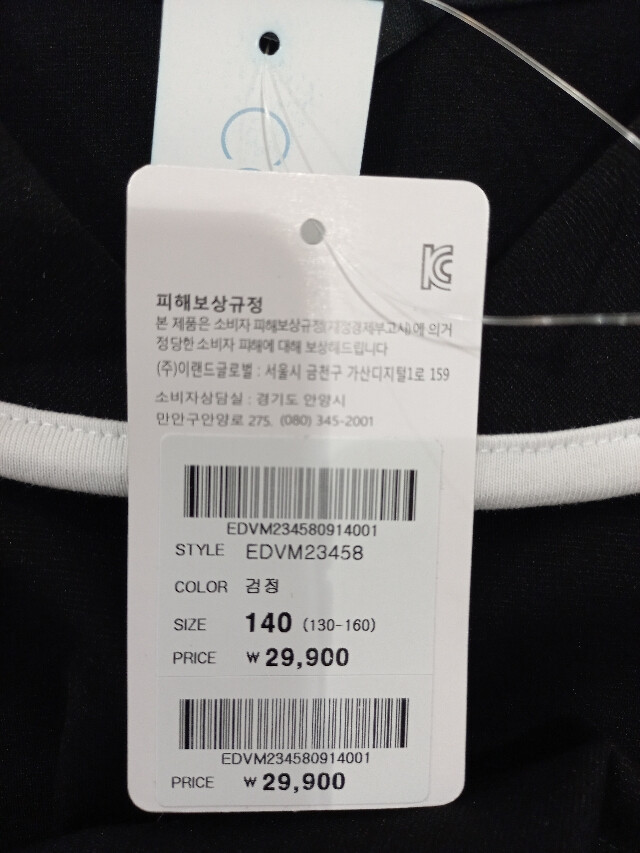 피해보상규정
본 제품은 소비자 피해보상규정(재정경제부고시)에 의거
정당한 소비자 피해에 대해 보상해드립니다
(주)이랜드글로벌 : 서울시 금천구 가산디지털1로 159
소비자상담실 : 경기도 안양시
만안구안양로 275. (080) 345-2001
EDVM234580914001
STYLE EDVM23458
COLOR 검정
SIZE 140 (130-160)
PRICE ₩ 29,900
EDVM234580914001
PRICE ₩ 29,900